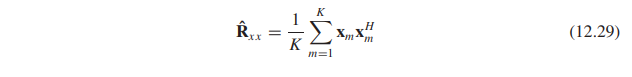 R̂ₓₓ = 1/K ∑ₘ₌₁ᴷ xₘxₘᴴ (12.29)